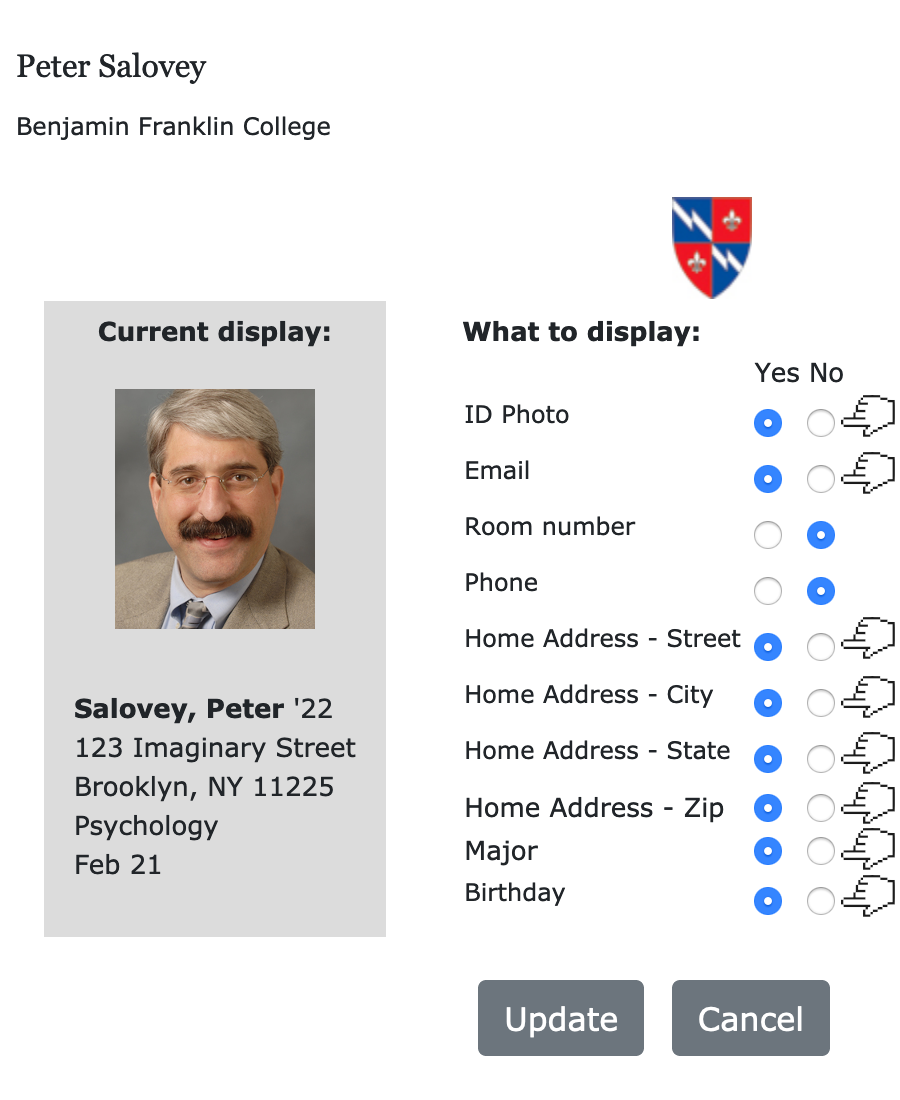 Peter Salovey
Benjamin Franklin College
Current display:
Salovey, Peter '22
123 Imaginary Street
Brooklyn, NY 11225
Psychology
Feb 21
What to display:
Yes No
ID Photo
Email
Room number
Phone
Home Address - Street
Home Address - City
Home Address - State
Home Address - Zip
Major
Birthday
Update
Cancel